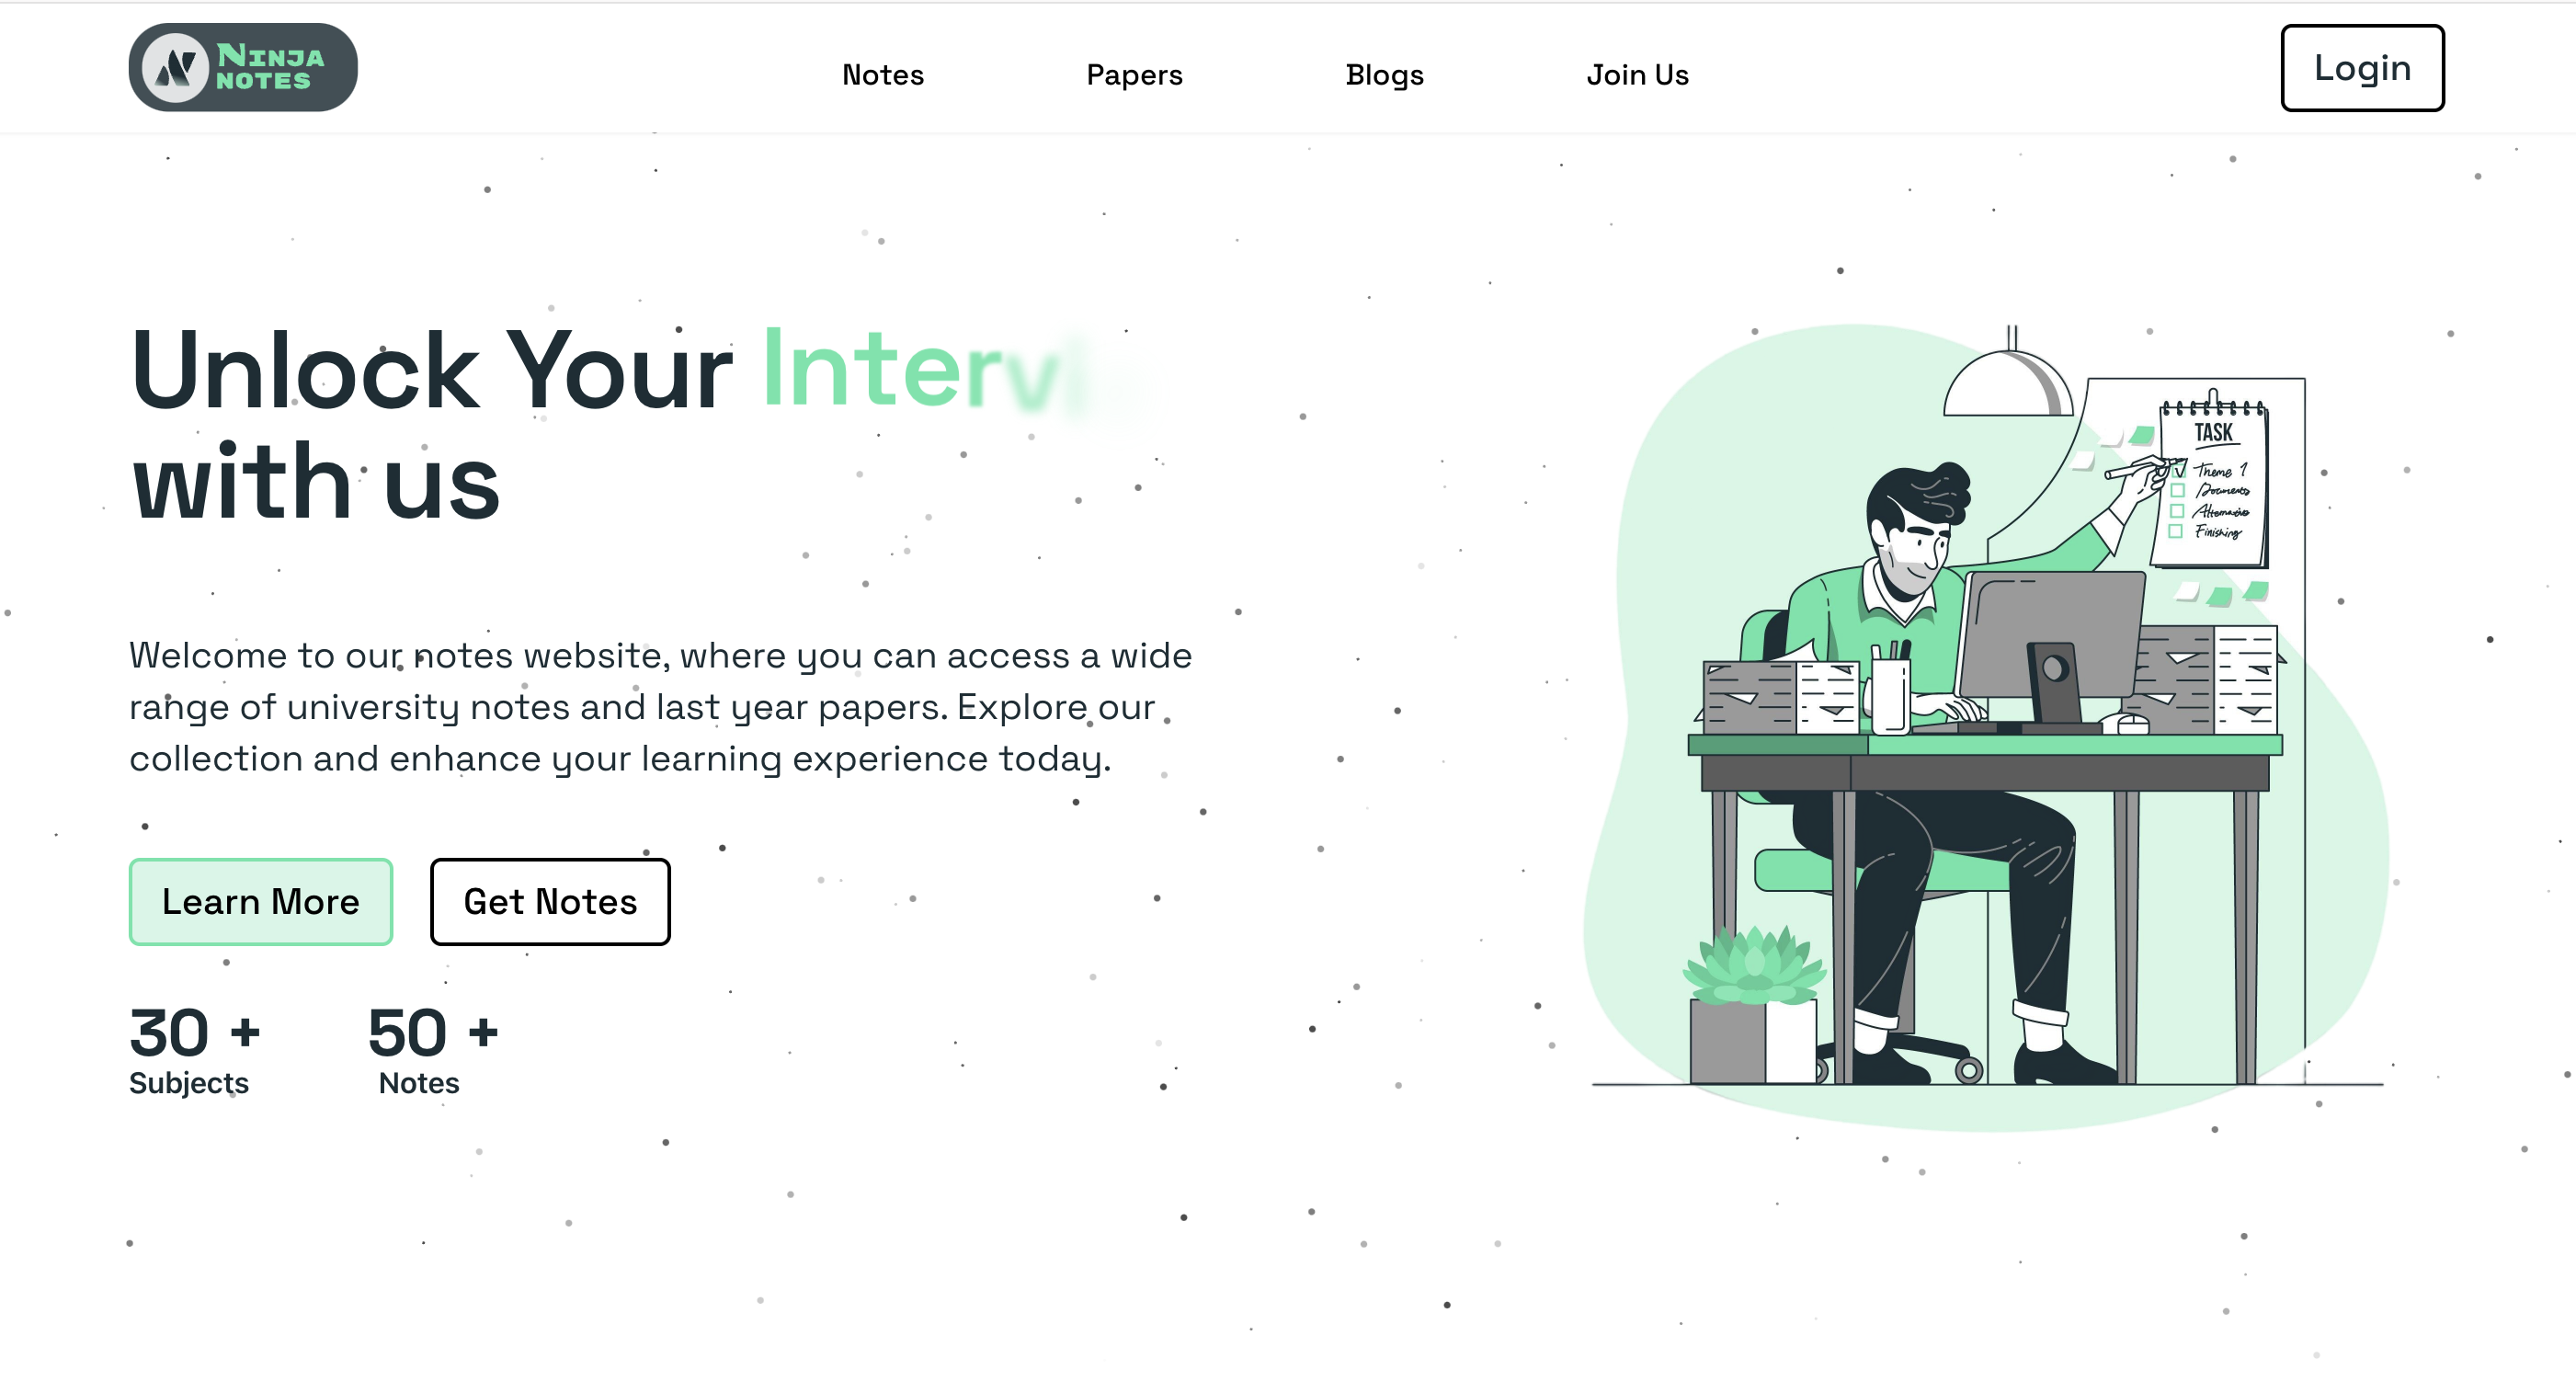 NINJA
NOTES
Notes
Papers
Blogs
Join Us
Login
Unlock Your Interv
with us
Welcome to our notes website, where you can access a wide
range of university notes and last year papers. Explore our
collection and enhance your learning experience today.
Learn More
Get Notes
30 +
Subjects
50 +
Notes
TASK
Theme 1
Documents
Alternative
Finishing